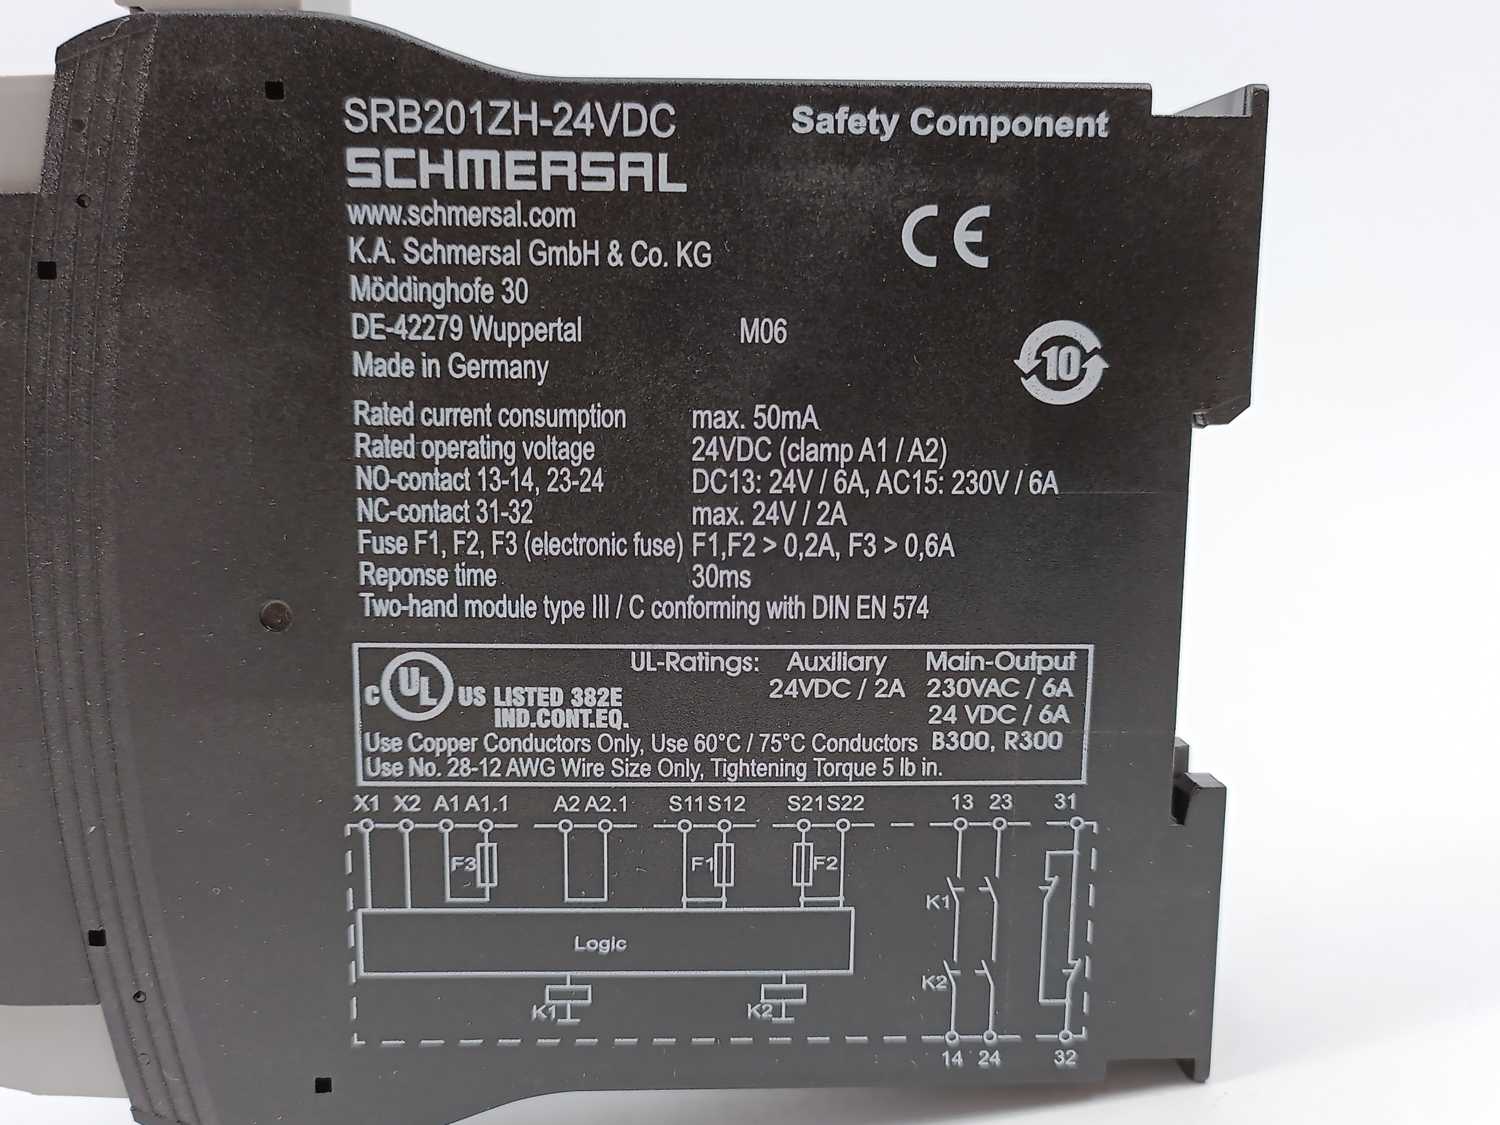 SRB201ZH-24VDC Safety Component
SCHMERSAL
www.schmersal.com
CE
K.A. Schmersal GmbH & Co. KG
Möddinghofe 30
DE-42279 Wuppertal M06
Made in Germany
10
Rated current consumption max. 50mA
Rated operating voltage 24VDC (clamp A1 / A2)
NO-contact 13-14, 23-24 DC13: 24V / 6A, AC15: 230V / 6A
NC-contact 31-32 max. 24V / 2A
Fuse F1, F2, F3 (electronic fuse) F1,F2 > 0,2A, F3 > 0,6A
Reponse time 30ms
Two-hand module type III / C conforming with DIN EN 574
UL-Ratings: Auxiliary Main-Output
24VDC / 2A 230VAC / 6A
C UL US LISTED 382E 24 VDC / 6A
IND.CONT.EQ.
Use Copper Conductors Only, Use 60°C / 75°C Conductors B300, R300
Use No. 28-12 AWG Wire Size Only, Tightening Torque 5 lb in.
X1 X2 A1 A1.1 A2 A2.1 S11 S12 S21 S22 13 23 31
F3 F1 F2
K1
Logic
K2
K1 K2
14 24 32